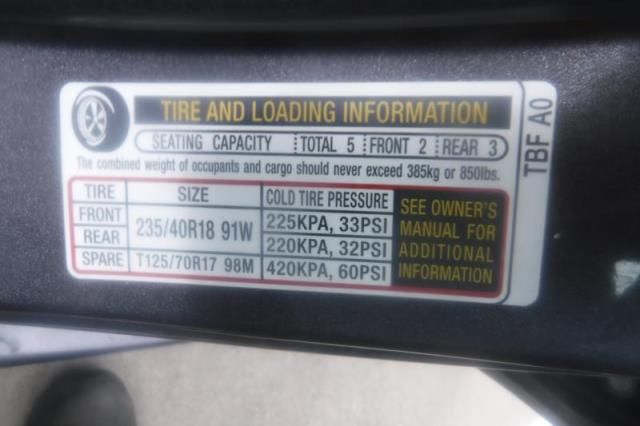 TIRE AND LOADING INFORMATION
SEATING CAPACITY TOTAL 5 FRONT 2 REAR 3
The combined weight of occupants and cargo should never exceed 385kg or 850lbs.
TIRE SIZE COLD TIRE PRESSURE
FRONT 235/40R18 91W 225KPA, 33PSI
REAR 220KPA, 32PSI
SPARE T125/70R17 98M 420KPA, 60PSI
SEE OWNER'S
MANUAL FOR
ADDITIONAL
INFORMATION
TBF A0